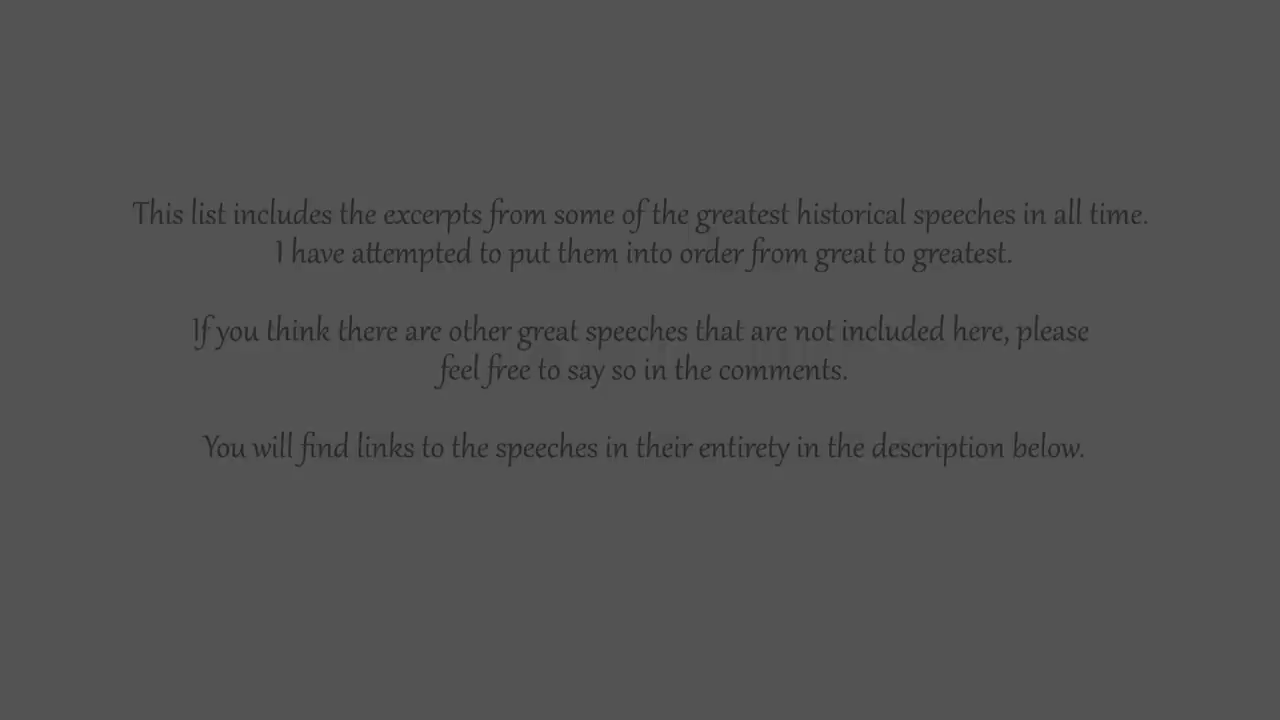 This list includes the excerpts from some of the greatest historical speeches in all time.
I have attempted to put them into order from great to greatest.
If you think there are other great speeches that are not included here, please
feel free to say so in the comments.
You will find links to the speeches in their entirety in the description below.